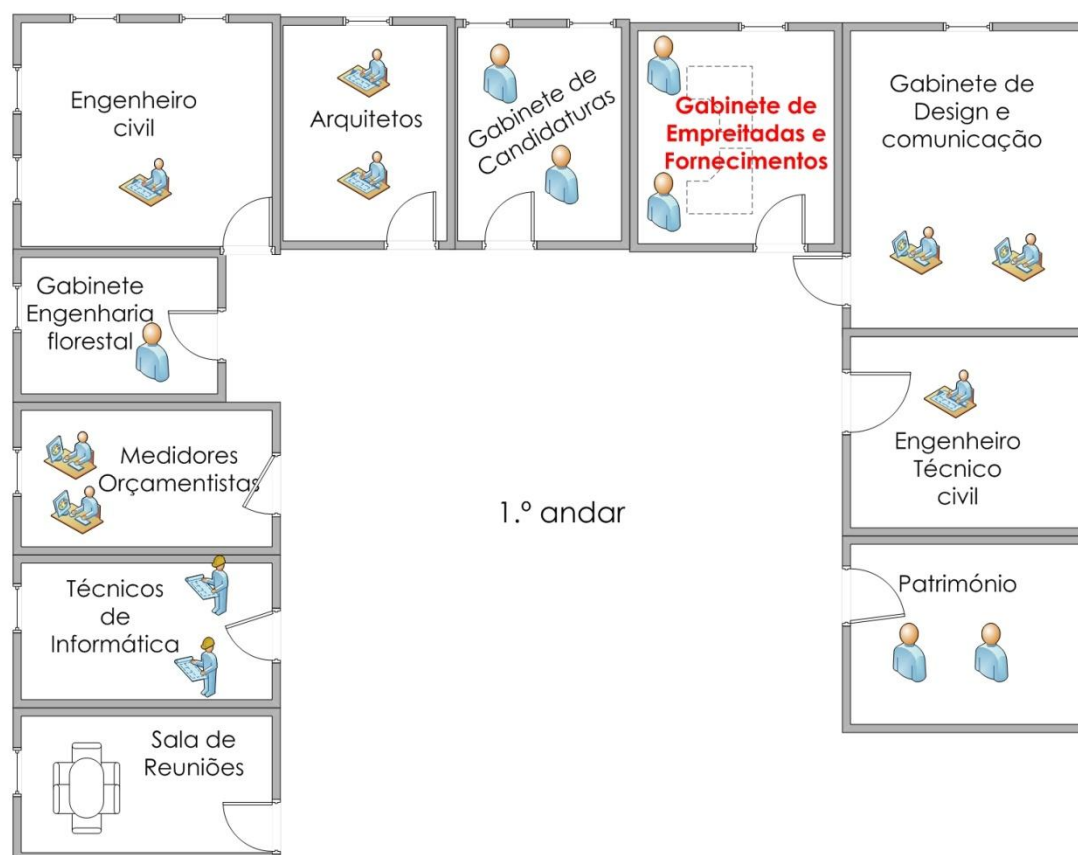 Engenheiro
civil
Arquitetos
Gabinete de
Candidaturas
Gabinete de
Empreitadas e
Fornecimentos
Gabinete de
Design e
comunicação
Gabinete
Engenharia
florestal
Medidores
Orçamentistas
1.º andar
Engenheiro
Técnico
civil
Técnicos
de
Informática
Património
Sala de
Reuniões